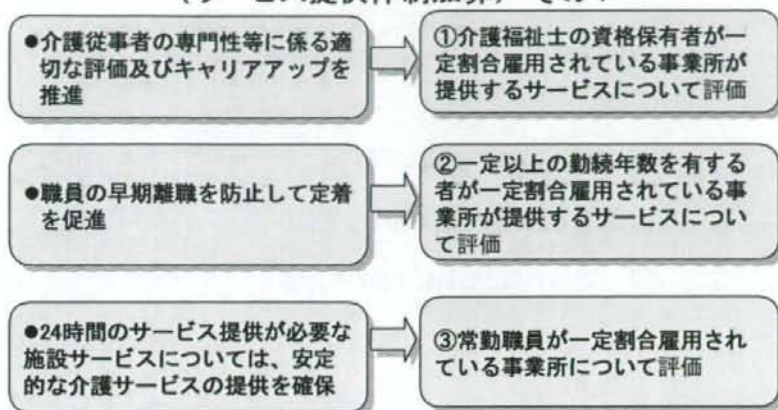 ●介護従事者の専門性等に係る適
切な評価及びキャリアアップを
推進
①介護福祉士の資格保有者が一
定割合雇用されている事業所が
提供するサービスについて評価
●職員の早期離職を防止して定着
を促進
②一定以上の勤続年数を有する
者が一定割合雇用されている事
業所が提供するサービスについ
て評価
●24時間のサービス提供が必要な
施設サービスについては、安定
的な介護サービスの提供を確保
③常勤職員が一定割合雇用され
ている事業所について評価